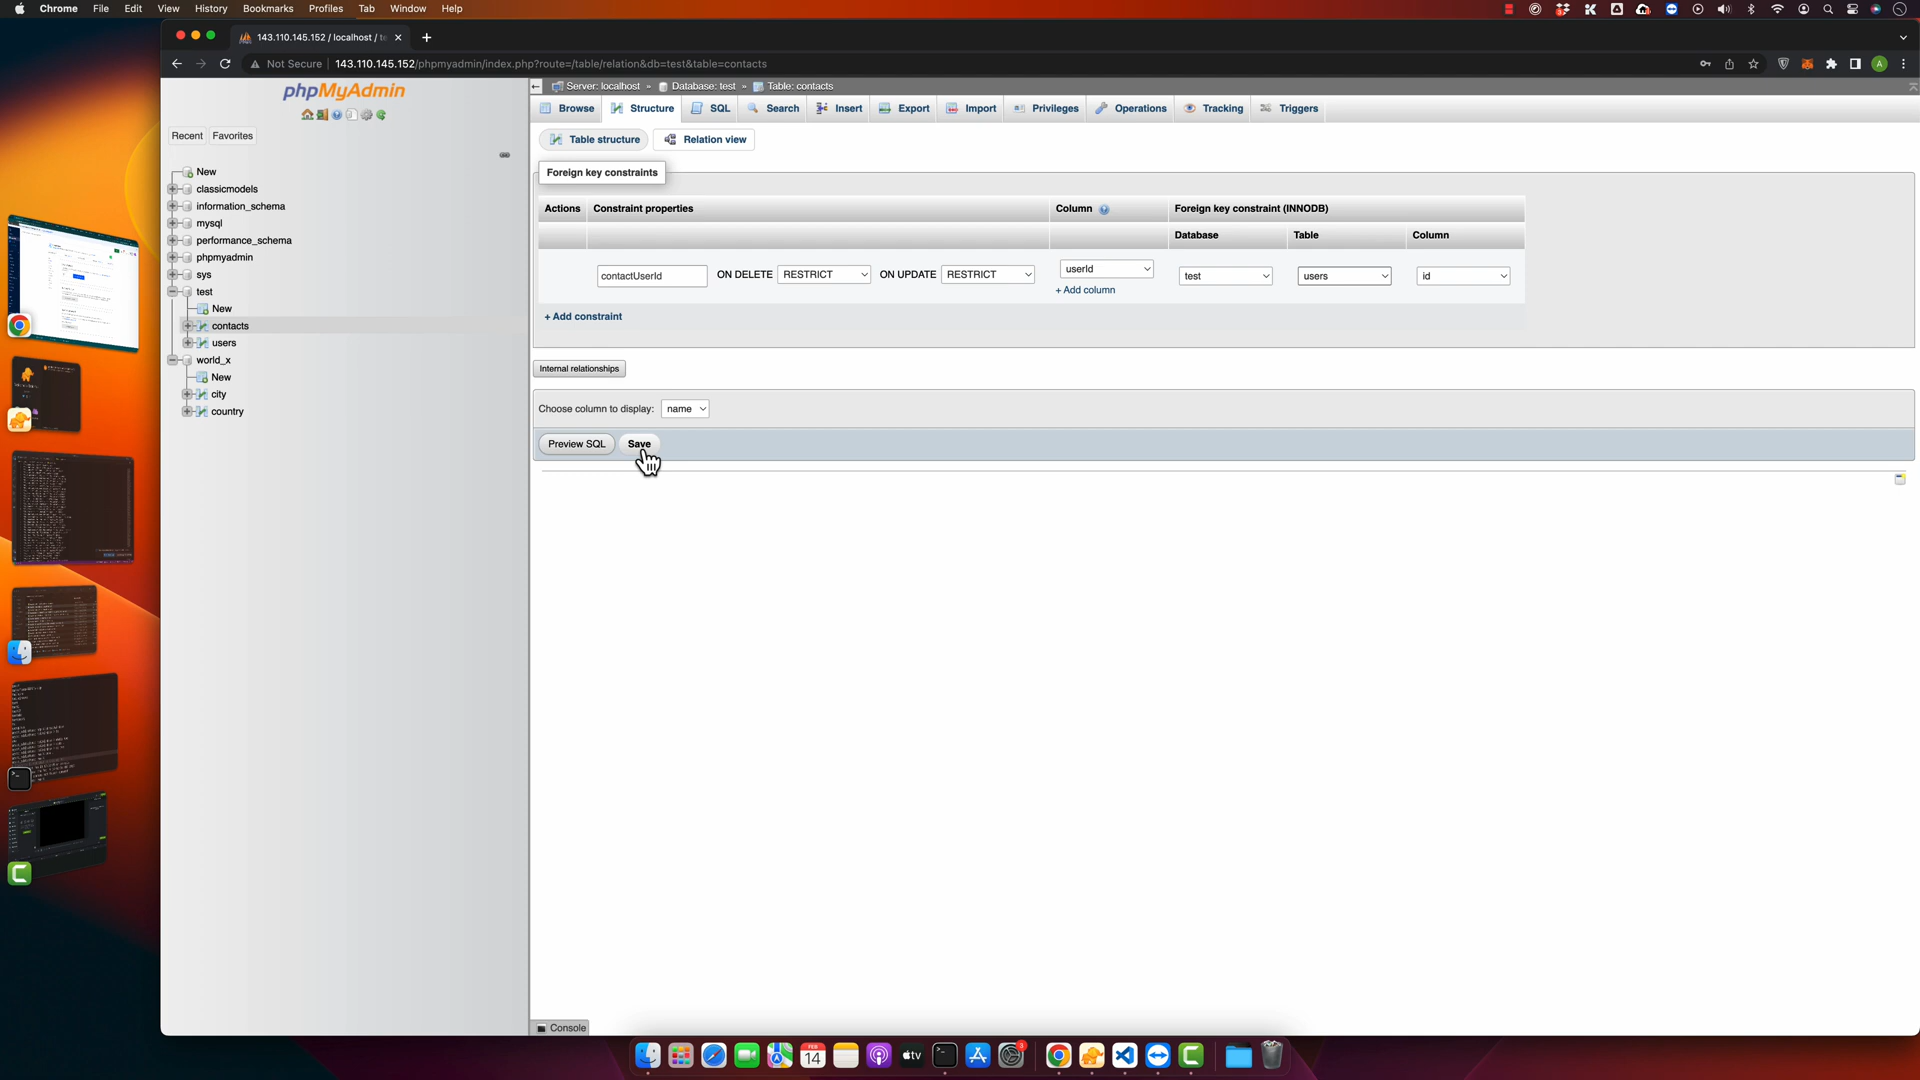 Chrome File Edit View History Bookmarks Profiles Tab Window Help
143.110.145.152 / localhost / te
Not Secure 143.110.145.152/phpmyadmin/index.php?route=/table/relation&db=test&table=contacts
phpMyAdmin
Recent Favorites
New
classicmodels
information_schema
mysql
performance_schema
phpmyadmin
sys
test
New
contacts
users
world_x
New
city
country
Server: localhost » Database: test » Table: contacts
Browse Structure SQL Search Insert Export Import Privileges Operations Tracking Triggers
Table structure Relation view
Foreign key constraints
Actions Constraint properties Column Foreign key constraint (INNODB)
Database Table Column
contactUserId ON DELETE RESTRICT ON UPDATE RESTRICT userId test users id
+ Add column
+ Add constraint
Internal relationships
Choose column to display: name
Preview SQL Save
Console
FEB
14
tv
3
A